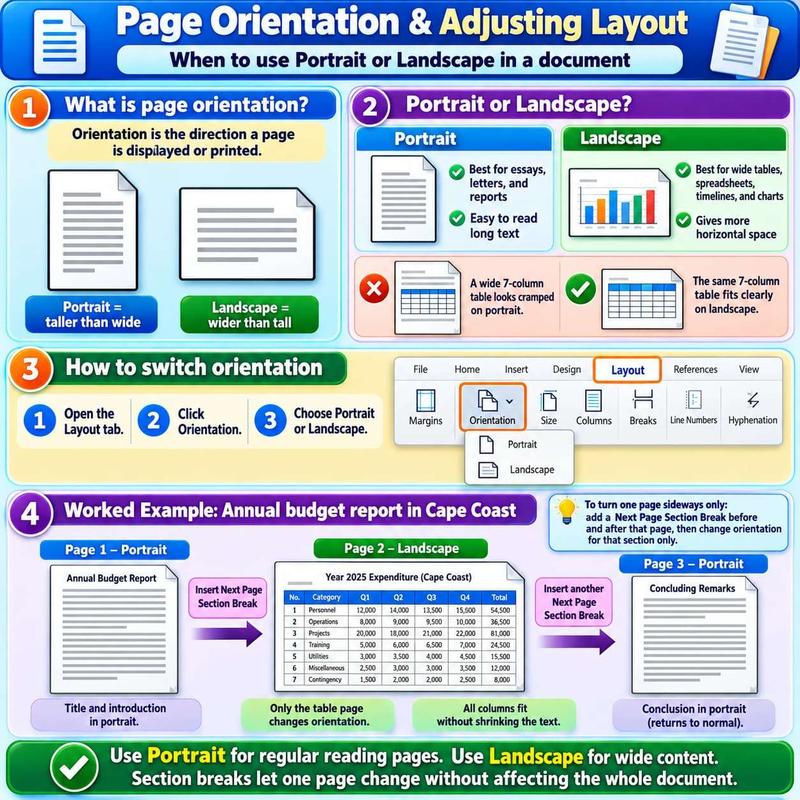 Page Orientation & Adjusting Layout
When to use Portrait or Landscape in a document
1 What is page orientation?
Orientation is the direction a page
is displayed or printed.
Portrait =
taller than wide
Landscape =
wider than tall
2 Portrait or Landscape?
Portrait
Best for essays,
letters, and
reports
Easy to read
long text
Landscape
Best for wide tables,
spreadsheets,
timelines, and charts
Gives more
horizontal space
A wide 7-column
table looks cramped
on portrait.
The same 7-column
table fits clearly
on landscape.
3 How to switch orientation
1 Open the
Layout tab.
2 Click
Orientation.
3 Choose Portrait
or Landscape.
File Home Insert Design Layout References View
Margins Orientation Size Columns Breaks Line Numbers Hyphenation
Portrait
Landscape
4 Worked Example: Annual budget report in Cape Coast
To turn one page sideways only:
add a Next Page Section Break before
and after that page, then change orientation
for that section only.
Page 1 – Portrait
Annual Budget Report
Title and introduction
in portrait.
Insert Next Page
Section Break
Page 2 – Landscape
Year 2025 Expenditure (Cape Coast)
No. Category Q1 Q2 Q3 Q4 Total
1 Personnel 12,000 14,000 13,500 15,500 54,500
2 Operations 8,000 9,000 9,500 10,000 36,500
3 Projects 20,000 18,000 21,000 22,000 81,000
4 Training 5,000 6,000 6,500 7,000 24,500
5 Utilities 3,000 3,500 4,000 4,500 15,500
6 Miscellaneous 2,500 3,000 3,000 3,500 12,000
7 Contingency 1,500 2,000 2,000 2,500 8,000
Only the table page
changes orientation.
All columns fit
without shrinking the text.
Insert another
Next Page
Section Break
Page 3 – Portrait
Concluding Remarks
Conclusion in portrait
(returns to normal).
Use Portrait for regular reading pages. Use Landscape for wide content.
Section breaks let one page change without affecting the whole document.